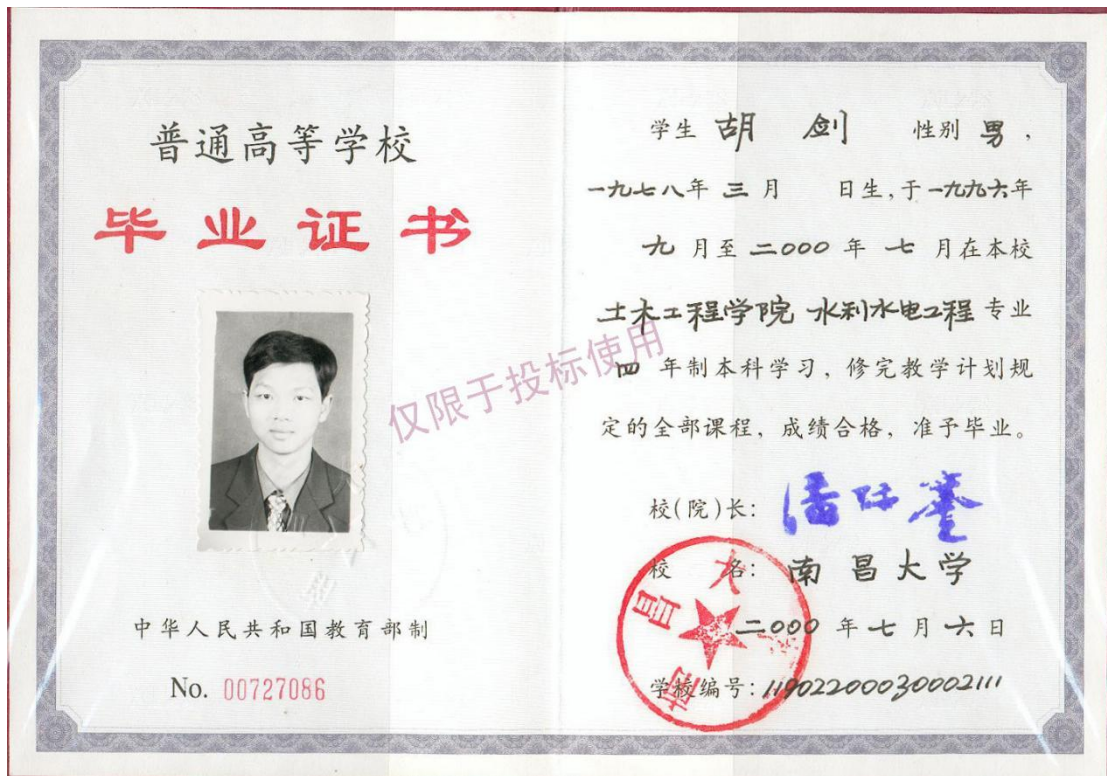 普通高等学校
毕业证书
中华人民共和国教育部制
No. 00727086
学生 胡 剑 性别 男,
一九七八年 三 月 日生,于一九九六年
九 月至 二000 年 七 月在本校
土木工程学院 水利水电工程 专业
四 年制本科学习,修完教学计划规
定的全部课程,成绩合格,准予毕业。
校(院)长:
校 名: 南昌大学
二000 年 七 月 六 日
学校编号:11902200030002111
仅限于投标使用
南昌大